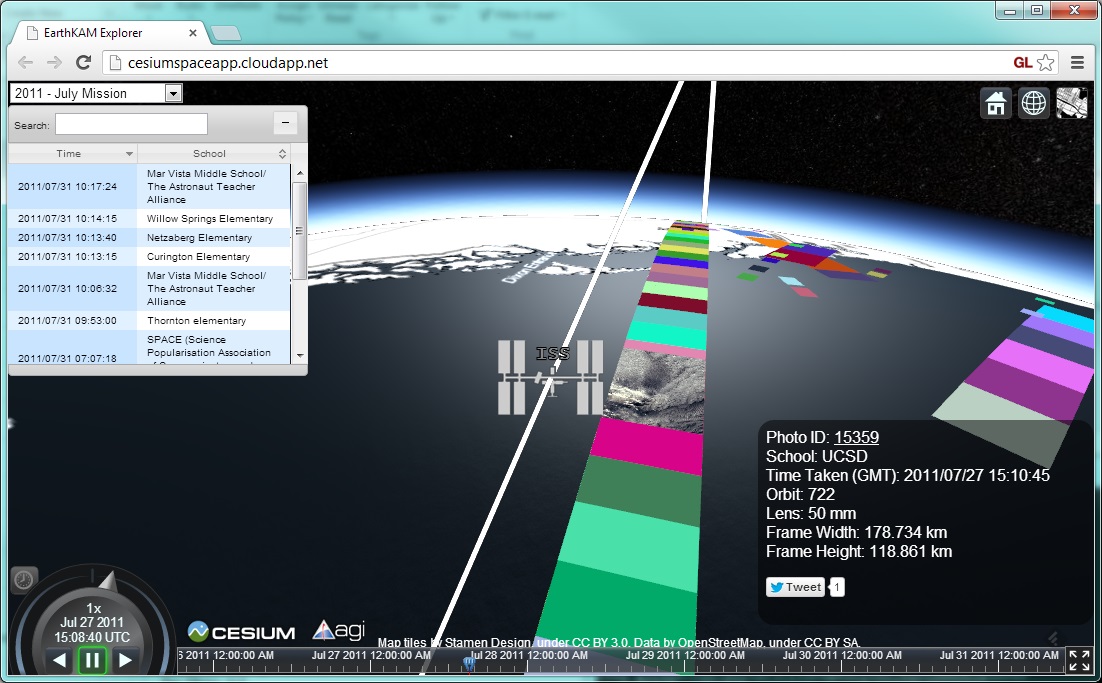 EarthKAM Explorer
cesiumspaceapp.cloudapp.net
GL
2011 - July Mission
Search:
Time School
2011/07/31 10:17:24 Mar Vista Middle School/
The Astronaut Teacher
Alliance
2011/07/31 10:14:15 Willow Springs Elementary
2011/07/31 10:13:40 Netzaberg Elementary
2011/07/31 10:13:15 Curington Elementary
2011/07/31 10:06:32 Mar Vista Middle School/
The Astronaut Teacher
Alliance
2011/07/31 09:53:00 Thornton elementary
2011/07/31 07:07:18 SPACE (Science
Popularisation Association
ISS
Photo ID: 15359
School: UCSD
Time Taken (GMT): 2011/07/27 15:10:45
Orbit: 722
Lens: 50 mm
Frame Width: 178.734 km
Frame Height: 118.861 km
Tweet 1
1x
Jul 27 2011
15:08:40 UTC
CESIUM
agi
Map tiles by Stamen Design, under CC BY 3.0. Data by OpenStreetMap, under CC BY SA.
6 2011 12:00:00 AM Jul 27 2011 12:00:00 AM Jul 28 2011 12:00:00 AM Jul 29 2011 12:00:00 AM Jul 30 2011 12:00:00 AM Jul 31 2011 12:00:00 AM